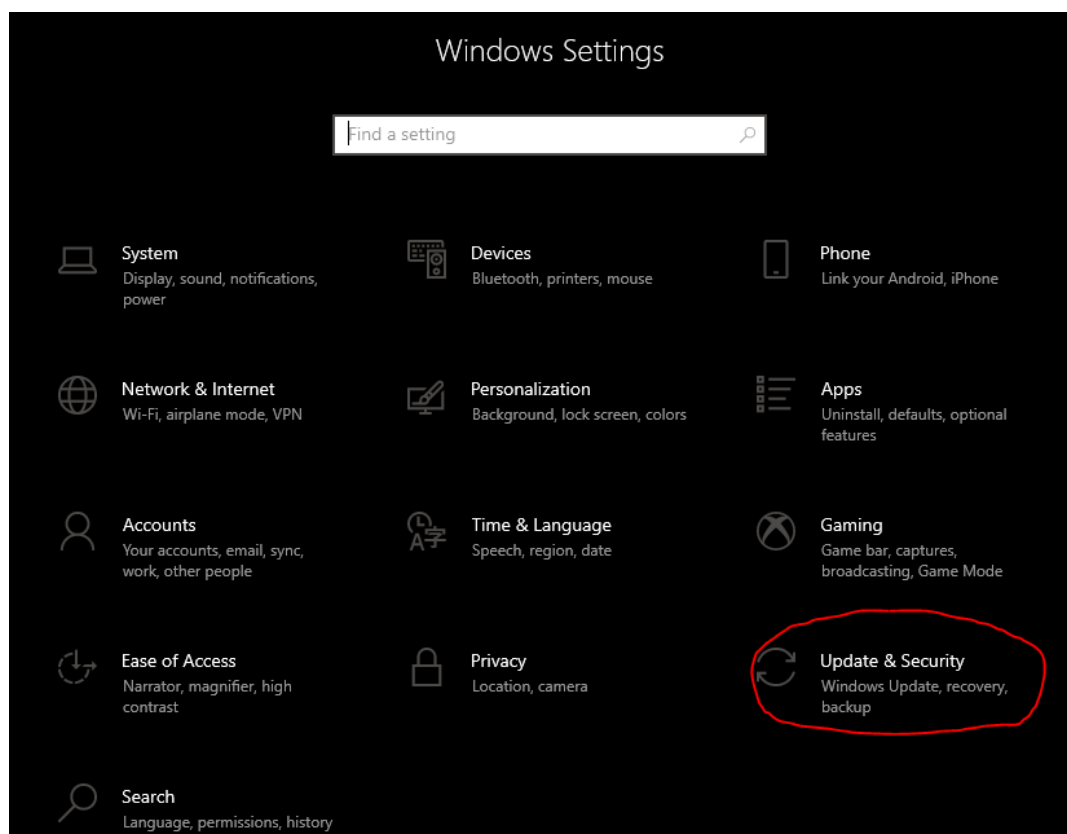 Windows Settings
Find a setting
System
Display, sound, notifications,
power
Devices
Bluetooth, printers, mouse
Phone
Link your Android, iPhone
Network & Internet
Wi-Fi, airplane mode, VPN
Personalization
Background, lock screen, colors
Apps
Uninstall, defaults, optional
features
Accounts
Your accounts, email, sync,
work, other people
Time & Language
Speech, region, date
Gaming
Game bar, captures,
broadcasting, Game Mode
Ease of Access
Narrator, magnifier, high
contrast
Privacy
Location, camera
Update & Security
Windows Update, recovery,
backup
Search
Language, permissions, history